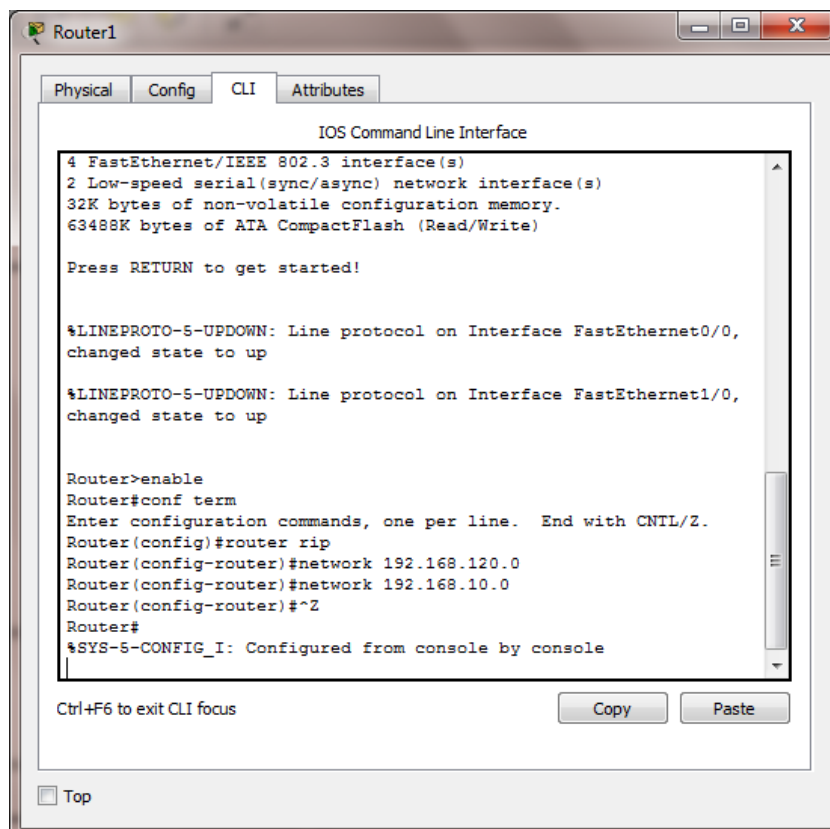 Router1
Physical Config CLI Attributes
IOS Command Line Interface
4 FastEthernet/IEEE 802.3 interface(s)
2 Low-speed serial(sync/async) network interface(s)
32K bytes of non-volatile configuration memory.
63488K bytes of ATA CompactFlash (Read/Write)
Press RETURN to get started!
%LINEPROTO-5-UPDOWN: Line protocol on Interface FastEthernet0/0,
changed state to up
%LINEPROTO-5-UPDOWN: Line protocol on Interface FastEthernet1/0,
changed state to up
Router>enable
Router#conf term
Enter configuration commands, one per line.  End with CNTL/Z.
Router(config)#router rip
Router(config-router)#network 192.168.120.0
Router(config-router)#network 192.168.10.0
Router(config-router)#^Z
Router#
%SYS-5-CONFIG_I: Configured from console by console
Ctrl+F6 to exit CLI focus Copy Paste
Top